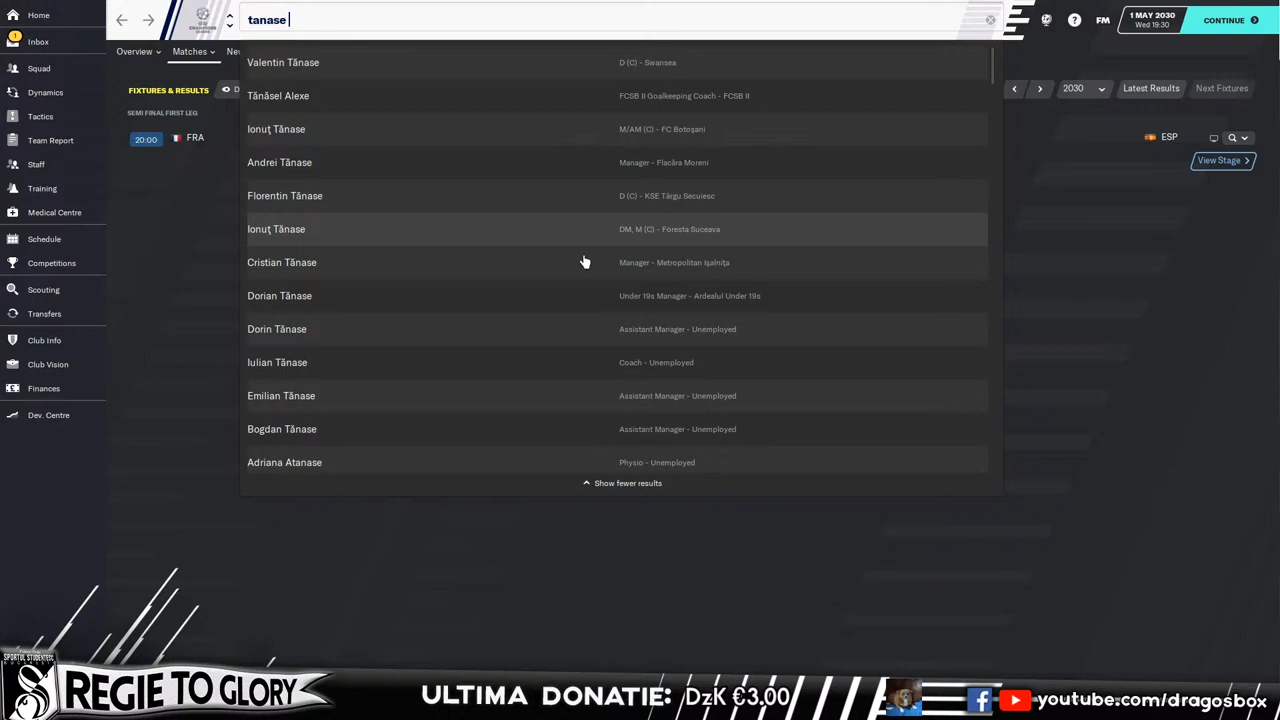 Home
tanase
FM
1 MAY 2030
Wed 19:30
CONTINUE
1
Inbox
Overview
Matches
Squad
Dynamics
Tactics
Team Report
Staff
Training
Medical Centre
Schedule
Competitions
Scouting
Transfers
Club Info
Club Vision
Finances
Dev. Centre
FIXTURES & RESULTS
2030
Latest Results
Next Fixtures
SEMI FINAL FIRST LEG
20:00
FRA
ESP
View Stage
Valentin Tănase D (C) - Swansea
Tănăsel Alexe FCSB II Goalkeeping Coach - FCSB II
Ionuț Tănase M/AM (C) - FC Botoșani
Andrei Tănase Manager - Flacăra Moreni
Florentin Tănase D (C) - KSE Târgu Secuiesc
Ionuț Tănase DM, M (C) - Foresta Suceava
Cristian Tănase Manager - Metropolitan Ișalnița
Dorian Tănase Under 19s Manager - Ardealul Under 19s
Dorin Tănase Assistant Manager - Unemployed
Iulian Tănase Coach - Unemployed
Emilian Tănase Assistant Manager - Unemployed
Bogdan Tănase Assistant Manager - Unemployed
Adriana Atanase Physio - Unemployed
Show fewer results
SPORTUL STUDENTESC
REGIE TO GLORY
ULTIMA DONATIE: DzK €3.00
youtube.com/dragosbox